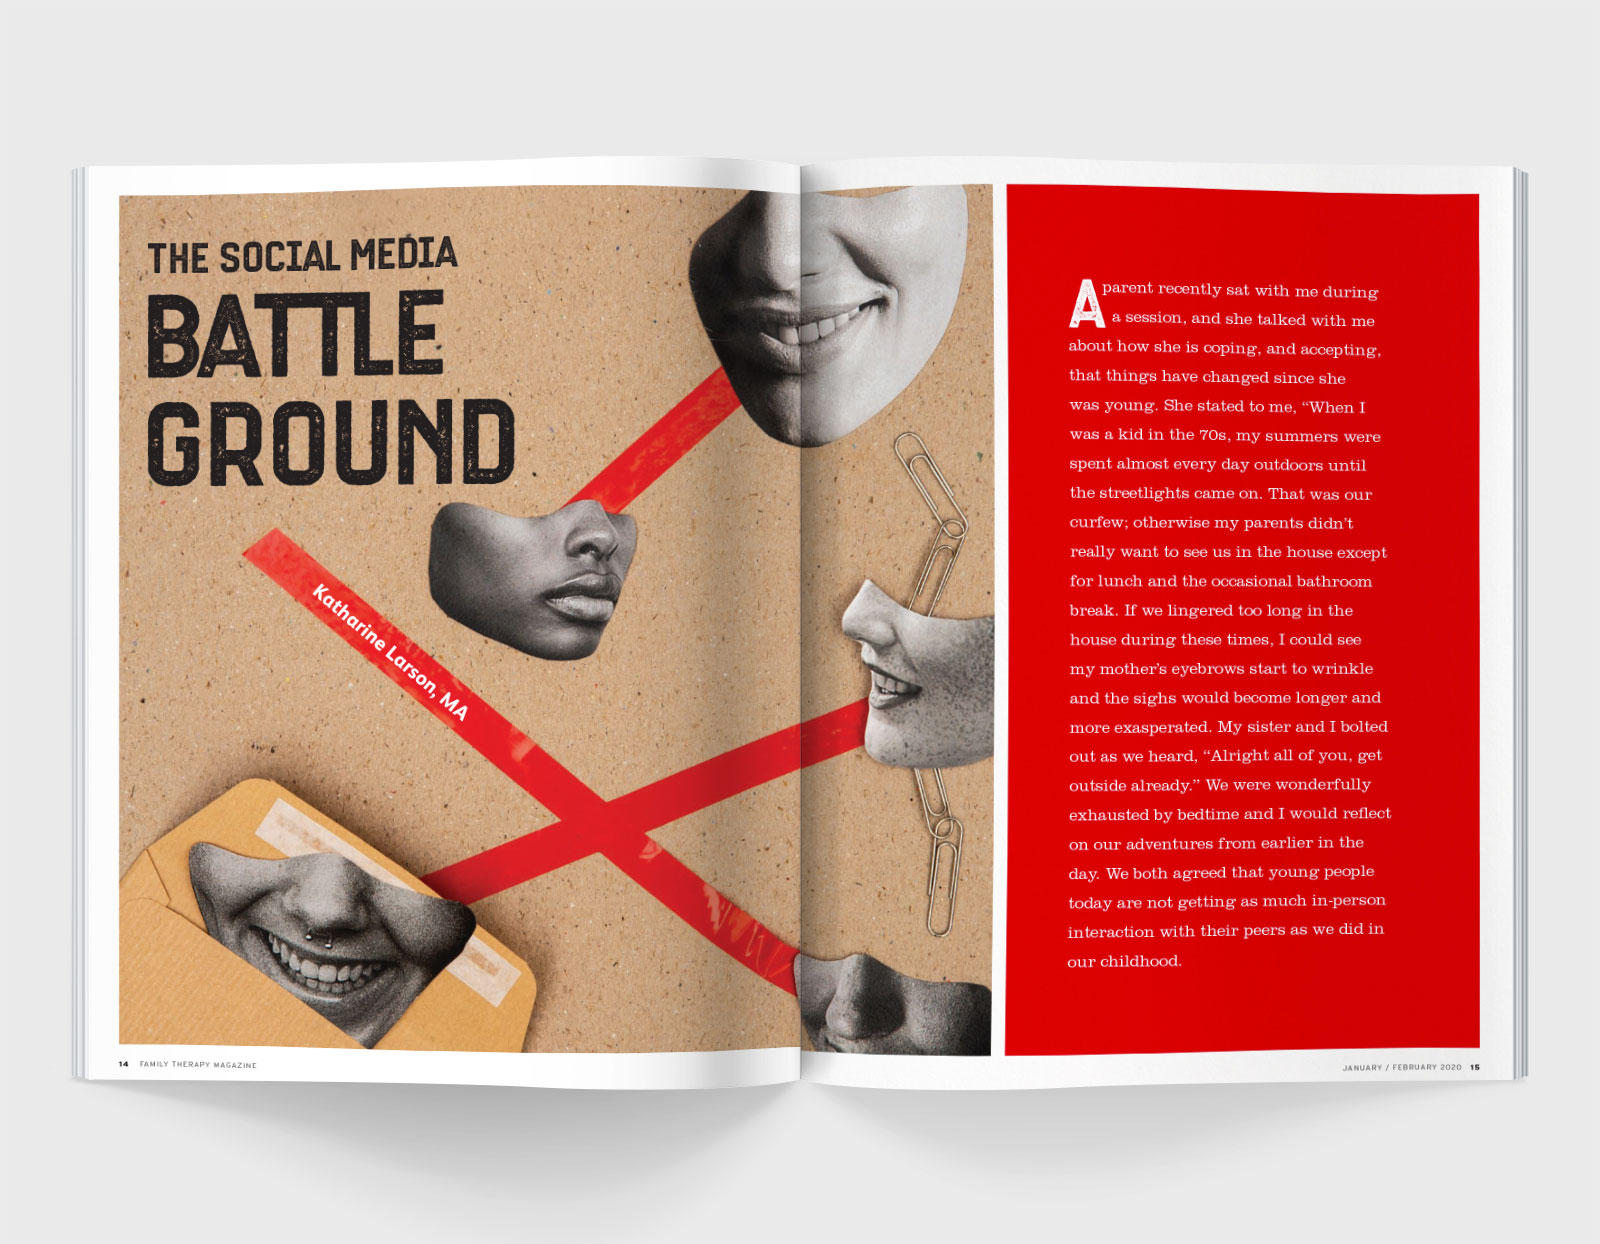 THE SOCIAL MEDIA
BATTLE
GROUND
Katharine Larson, MA
14 FAMILY THERAPY MAGAZINE
A parent recently sat with me during
a session, and she talked with me
about how she is coping, and accepting,
that things have changed since she
was young. She stated to me, “When I
was a kid in the 70s, my summers were
spent almost every day outdoors until
the streetlights came on. That was our
curfew; otherwise my parents didn’t
really want to see us in the house except
for lunch and the occasional bathroom
break. If we lingered too long in the
house during these times, I could see
my mother’s eyebrows start to wrinkle
and the sighs would become longer and
more exasperated. My sister and I bolted
out as we heard, “Alright all of you, get
outside already.” We were wonderfully
exhausted by bedtime and I would reflect
on our adventures from earlier in the
day. We both agreed that young people
today are not getting as much in-person
interaction with their peers as we did in
our childhood.
JANUARY / FEBRUARY 2020 15